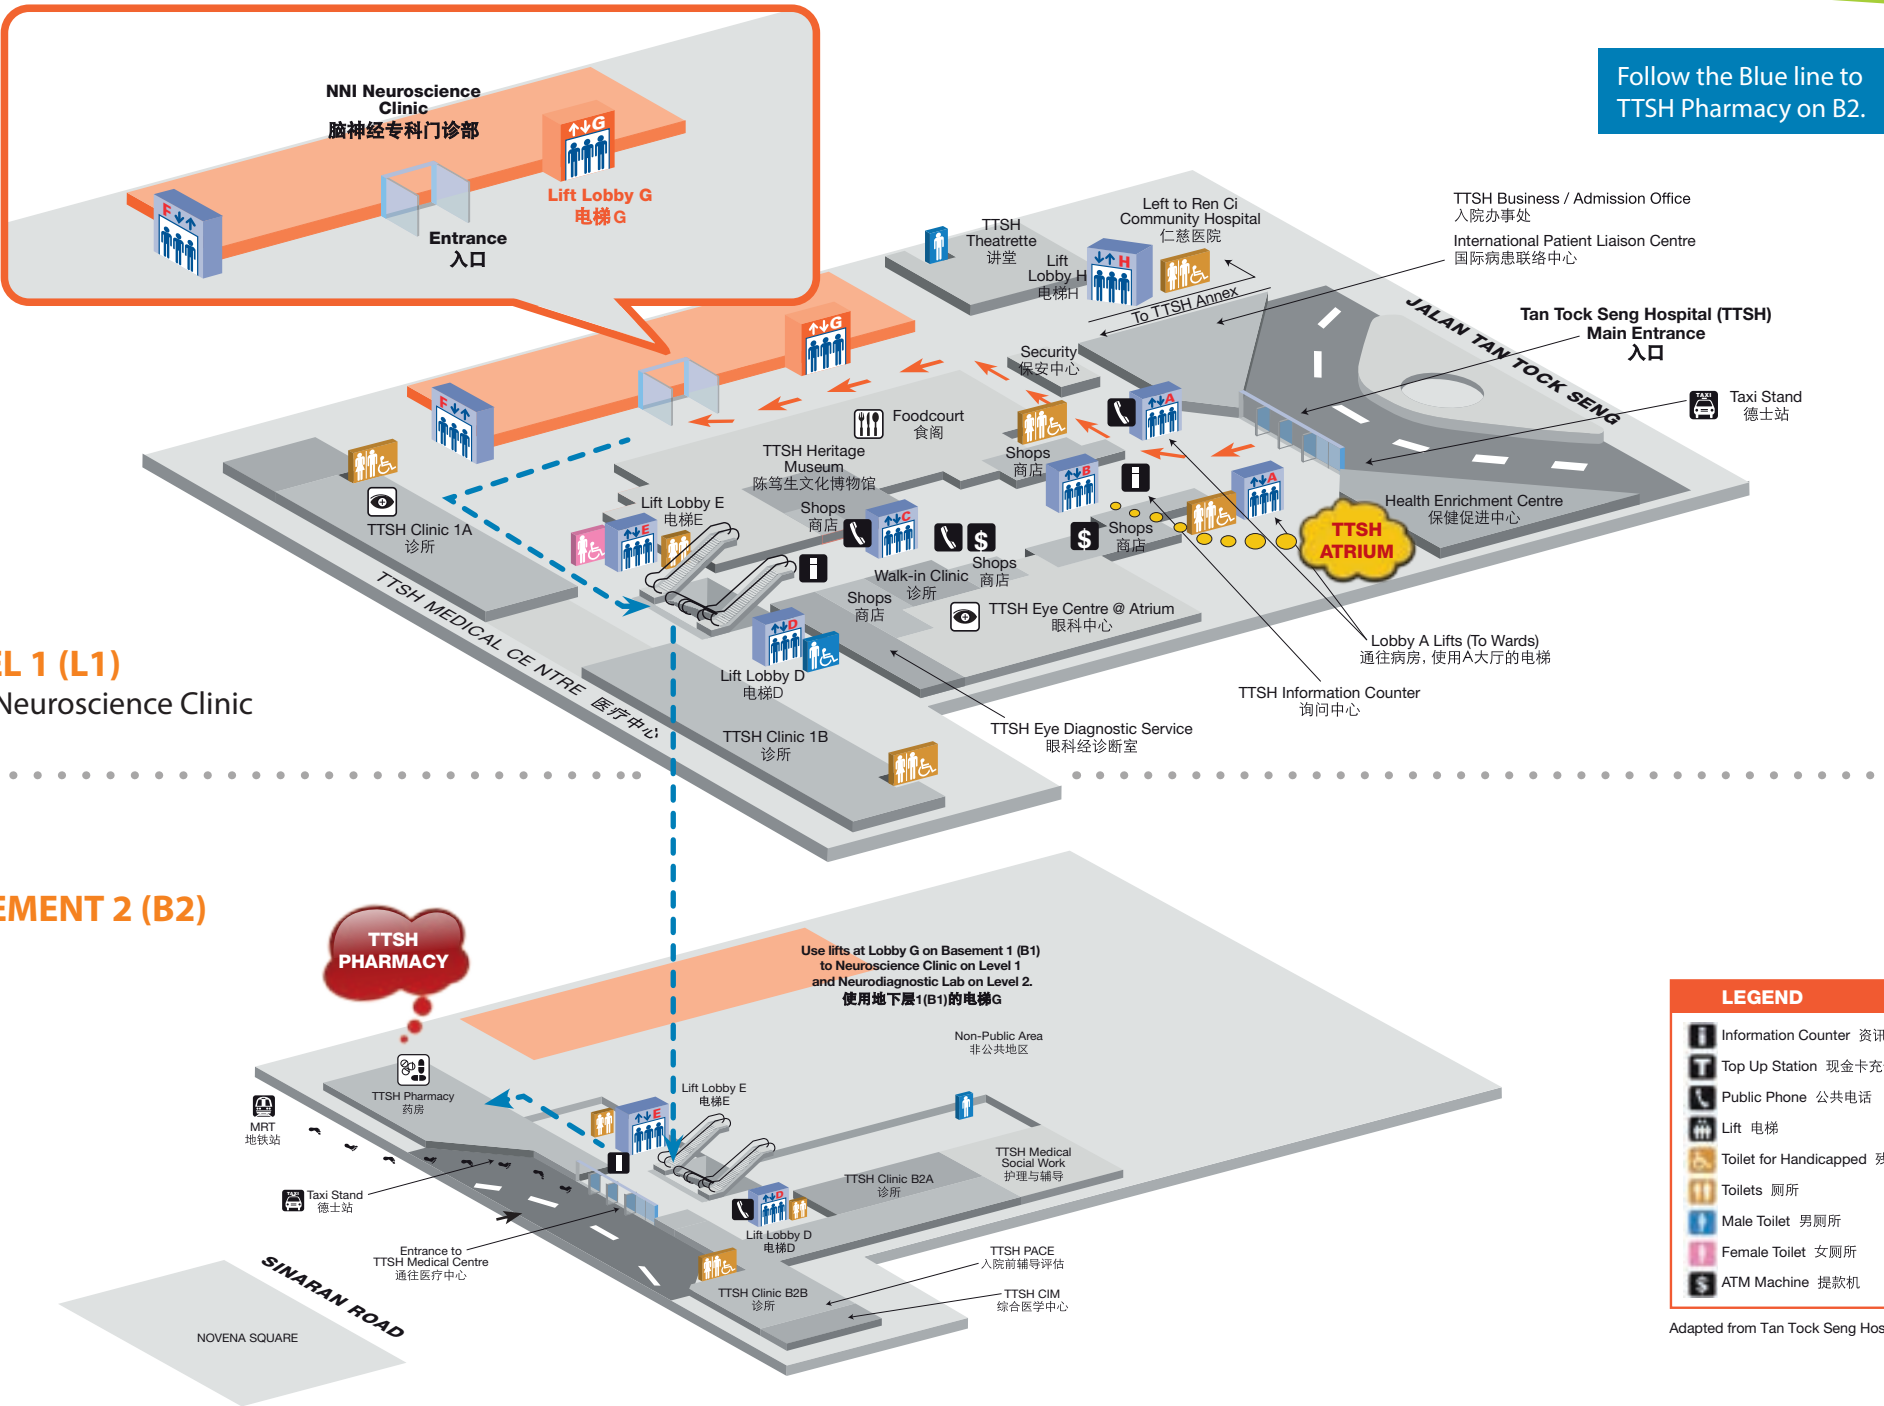 NNI Neuroscience
Clinic
脑神经专科门诊部
G
Lift Lobby G
电梯G
F
Entrance
入口
Follow the Blue line to
TTSH Pharmacy on B2.
TTSH
Theatrette
讲堂
Left to Ren Ci
Community Hospital
仁慈医院
Lift
Lobby H
电梯H
H
To TTSH Annex
TTSH Business / Admission Office
入院办事处
International Patient Liaison Centre
国际病患联络中心
JALAN TAN TOCK SENG
Tan Tock Seng Hospital (TTSH)
Main Entrance
入口
TAXI
Taxi Stand
德士站
G
Security
保安中心
F
A
Foodcourt
食阁
TTSH Heritage
Museum
陈笃生文化博物馆
Shops
商店
B
A
Health Enrichment Centre
保健促进中心
Lift Lobby E
电梯E
E
Shops
商店
C
TTSH Clinic 1A
诊所
Shops
商店
TTSH
ATRIUM
Shops
商店
Walk-in Clinic
诊所
Shops
商店
TTSH Eye Centre @ Atrium
眼科中心
D
Lift Lobby D
电梯D
TTSH MEDICAL CENTRE 医疗中心
Lobby A Lifts (To Wards)
通往病房, 使用A大厅的电梯
TTSH Information Counter
询问中心
TTSH Eye Diagnostic Service
眼科经诊断室
TTSH Clinic 1B
诊所
EL 1 (L1)
Neuroscience Clinic
EMENT 2 (B2)
TTSH
PHARMACY
Use lifts at Lobby G on Basement 1 (B1)
to Neuroscience Clinic on Level 1
and Neurodiagnostic Lab on Level 2.
使用地下层1(B1)的电梯G
Non-Public Area
非公共地区
TTSH Pharmacy
药房
Lift Lobby E
电梯E
E
MRT
地铁站
TTSH Medical
Social Work
护理与辅导
TTSH Clinic B2A
诊所
TAXI
Taxi Stand
德士站
D
Lift Lobby D
电梯D
Entrance to
TTSH Medical Centre
通往医疗中心
TTSH PACE
入院前辅导评估
TTSH Clinic B2B
诊所
TTSH CIM
综合医学中心
SINARAN ROAD
NOVENA SQUARE
LEGEND
Information Counter 资讯
Top Up Station 现金卡充
Public Phone 公共电话
Lift 电梯
Toilet for Handicapped 残
Toilets 厕所
Male Toilet 男厕所
Female Toilet 女厕所
ATM Machine 提款机
Adapted from Tan Tock Seng Hos